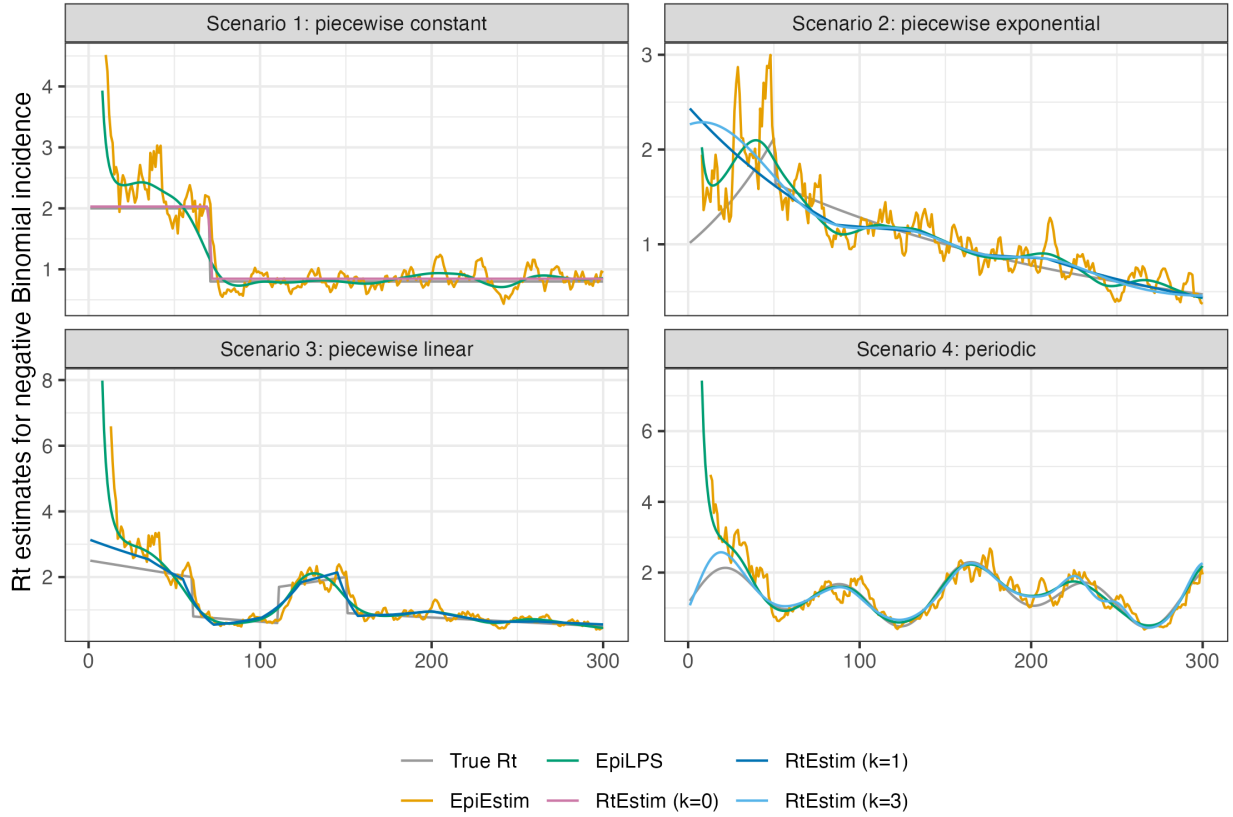 Scenario 1: piecewise constant
Scenario 2: piecewise exponential
Rt estimates for negative Binomial incidence
4
3
2
1
3
2
1
Scenario 3: piecewise linear
Scenario 4: periodic
8
6
4
2
6
4
2
0 100 200 300
0 100 200 300
True Rt EpiLPS RtEstim (k=1)
EpiEstim RtEstim (k=0) RtEstim (k=3)